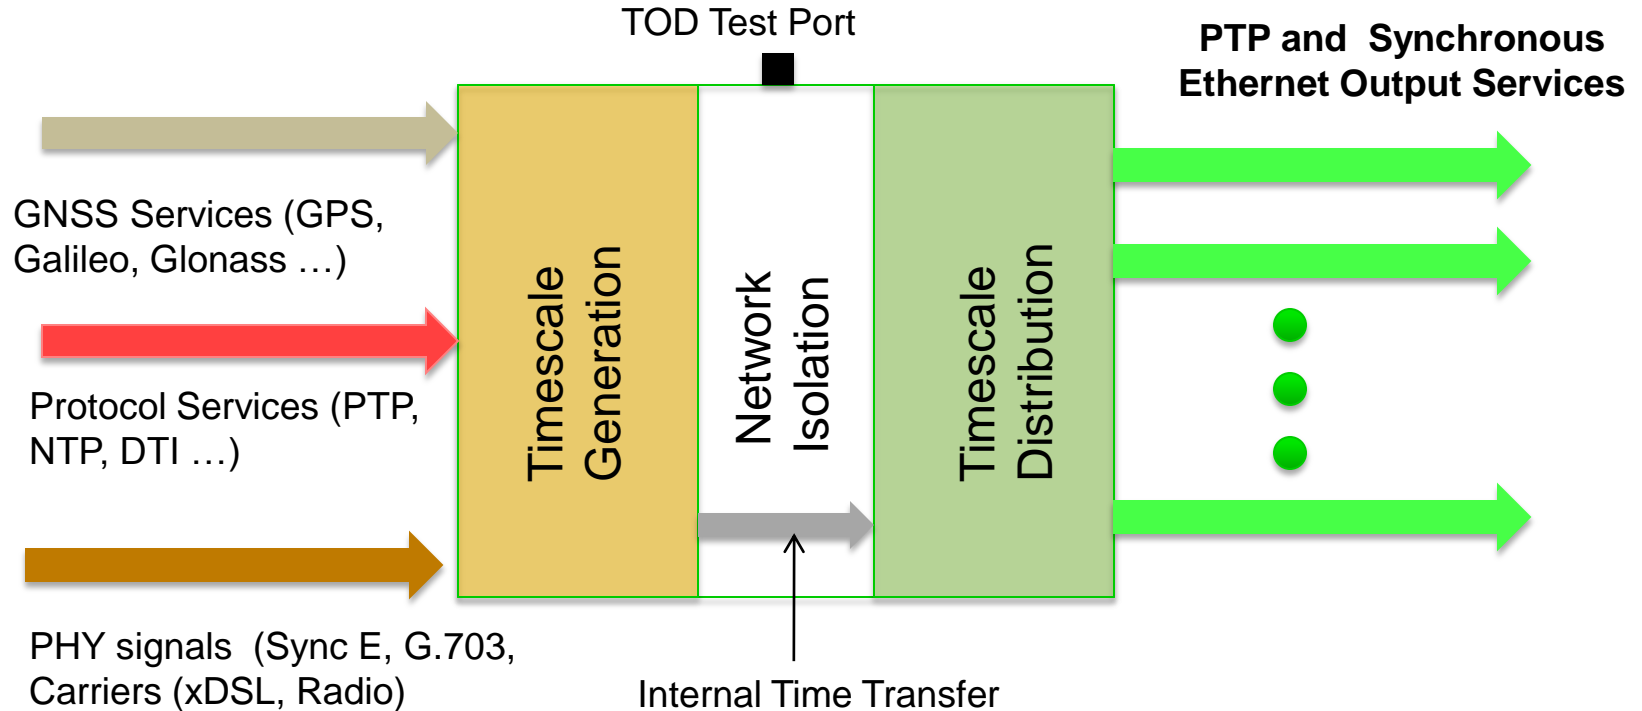 TOD Test Port
PTP and  Synchronous
Ethernet Output Services
GNSS Services (GPS,
Galileo, Glonass …)
Protocol Services (PTP,
NTP, DTI …)
PHY signals  (Sync E, G.703,
Carriers (xDSL, Radio)
Timescale
Generation
Network
Isolation
Timescale
Distribution
Internal Time Transfer